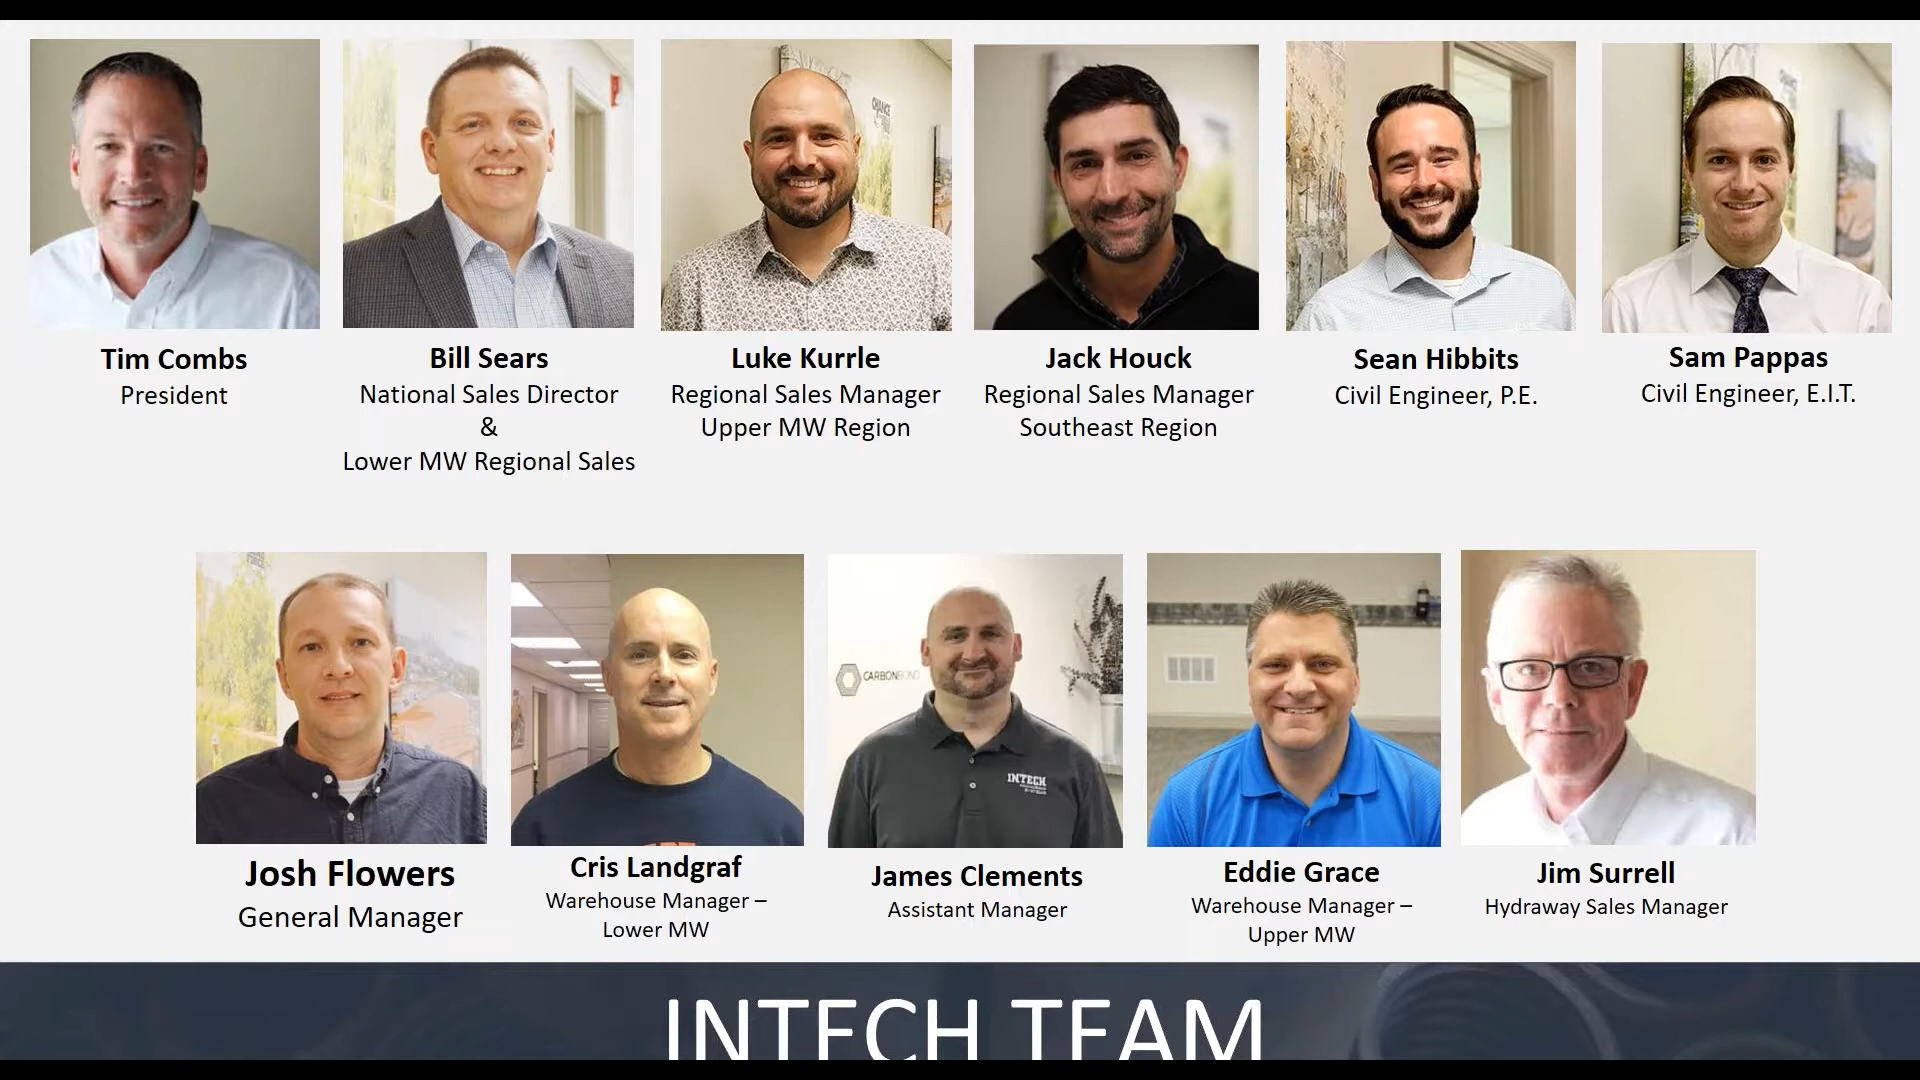 Tim Combs
President
Bill Sears
National Sales Director
&
Lower MW Regional Sales
Luke Kurrle
Regional Sales Manager
Upper MW Region
Jack Houck
Regional Sales Manager
Southeast Region
Sean Hibbits
Civil Engineer, P.E.
Sam Pappas
Civil Engineer, E.I.T.
Josh Flowers
General Manager
Cris Landgraf
Warehouse Manager –
Lower MW
CARBONBOND
INTECH
James Clements
Assistant Manager
Eddie Grace
Warehouse Manager –
Upper MW
Jim Surrell
Hydraway Sales Manager
INTECH TEAM